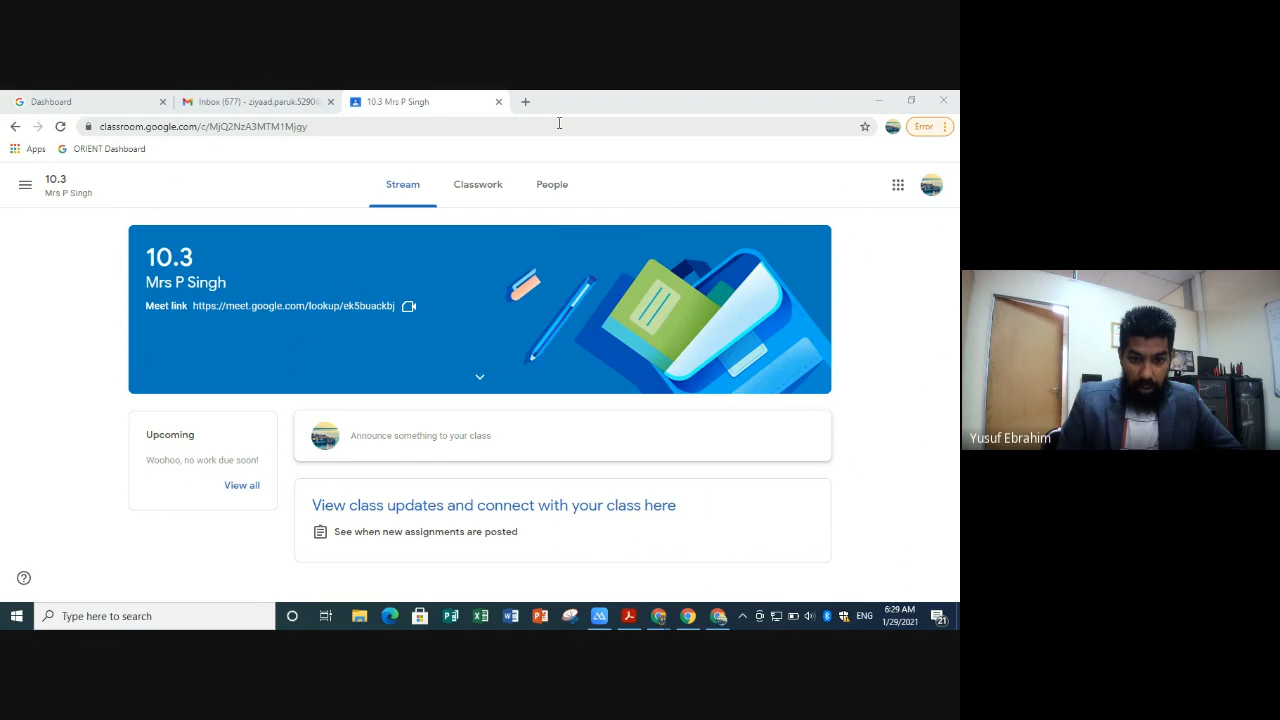 Dashboard
Inbox (677) - ziyaad.paruk.5290@
10.3 Mrs P Singh
classroom.google.com/c/MjQ2NzA3MTM1Mjgy
Error
Apps
ORIENT Dashboard
10.3
Mrs P Singh
Stream
Classwork
People
10.3
Mrs P Singh
Meet link https://meet.google.com/lookup/ek5buackbj
Upcoming
Woohoo, no work due soon!
View all
Announce something to your class
View class updates and connect with your class here
See when new assignments are posted
Yusuf Ebrahim
Type here to search
ENG
6:29 AM
1/29/2021
21